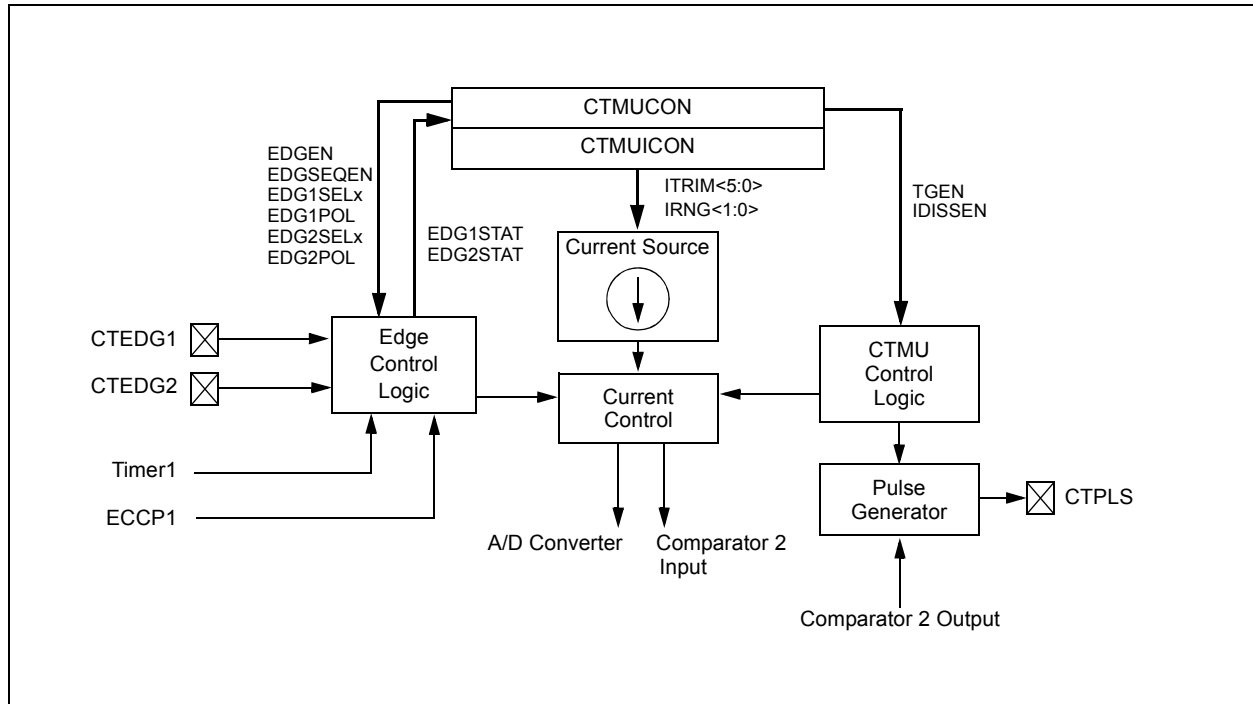 CTMUCON
CTMUICON
EDGEN
EDGSEQEN
EDG1SELx
EDG1POL
EDG2SELx
EDG2POL
EDG1STAT
EDG2STAT
ITRIM<5:0>
IRNG<1:0>
TGEN
IDISSEN
Current Source
CTEDG1
CTEDG2
Edge
Control
Logic
Current
Control
CTMU
Control
Logic
Timer1
ECCP1
Pulse
Generator
CTPLS
A/D Converter
Comparator 2
Input
Comparator 2 Output